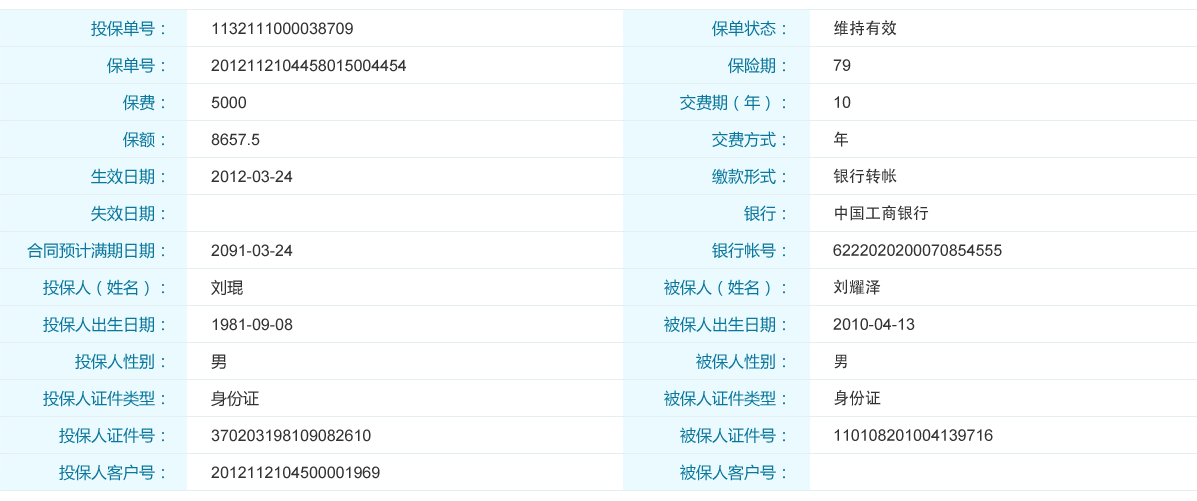 投保单号： 1132111000038709 保单状态： 维持有效
保单号： 2012112104458015004454 保险期： 79
保费： 5000 交费期（年）： 10
保额： 8657.5 交费方式： 年
生效日期： 2012-03-24 缴款形式： 银行转帐
失效日期： 银行： 中国工商银行
合同预计满期日期： 2091-03-24 银行帐号： 6222020200070854555
投保人（姓名）： 刘琨 被保人（姓名）： 刘耀泽
投保人出生日期： 1981-09-08 被保人出生日期： 2010-04-13
投保人性别： 男 被保人性别： 男
投保人证件类型： 身份证 被保人证件类型： 身份证
投保人证件号： 370203198109082610 被保人证件号： 110108201004139716
投保人客户号： 2012112104500001969 被保人客户号：